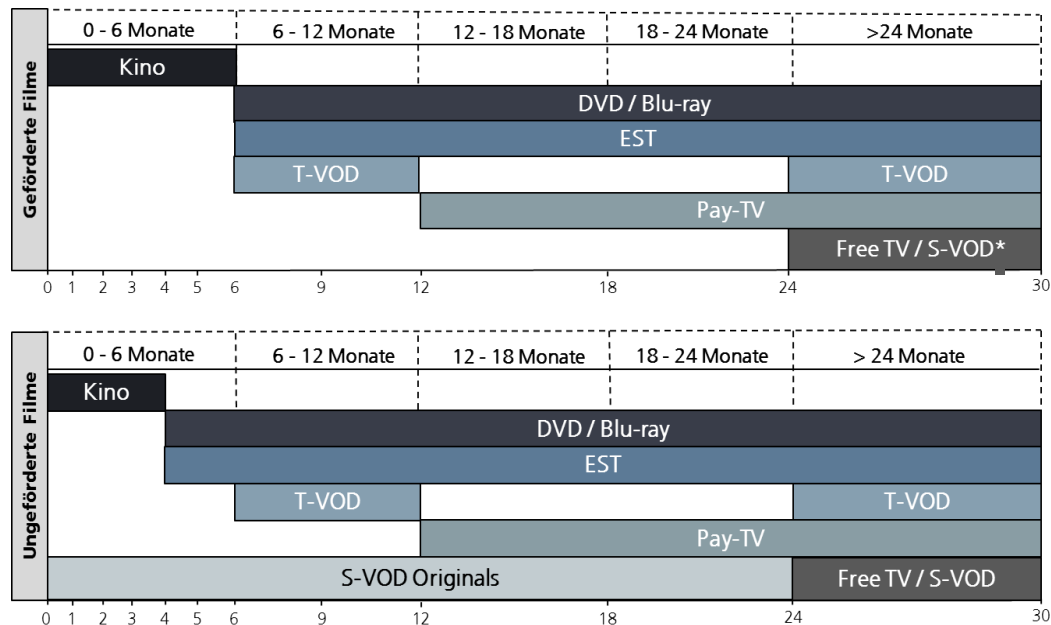 Geförderte Filme
0 - 6 Monate 6 - 12 Monate 12 - 18 Monate 18 - 24 Monate >24 Monate
Kino
DVD / Blu-ray
EST
T-VOD T-VOD
Pay-TV
Free TV / S-VOD*
0 1 2 3 4 5 6 9 12 18 24 30
Ungeförderte Filme
0 - 6 Monate 6 - 12 Monate 12 - 18 Monate 18 - 24 Monate > 24 Monate
Kino
DVD / Blu-ray
EST
T-VOD T-VOD
Pay-TV
S-VOD Originals Free TV / S-VOD
0 1 2 3 4 5 6 9 12 18 24 30